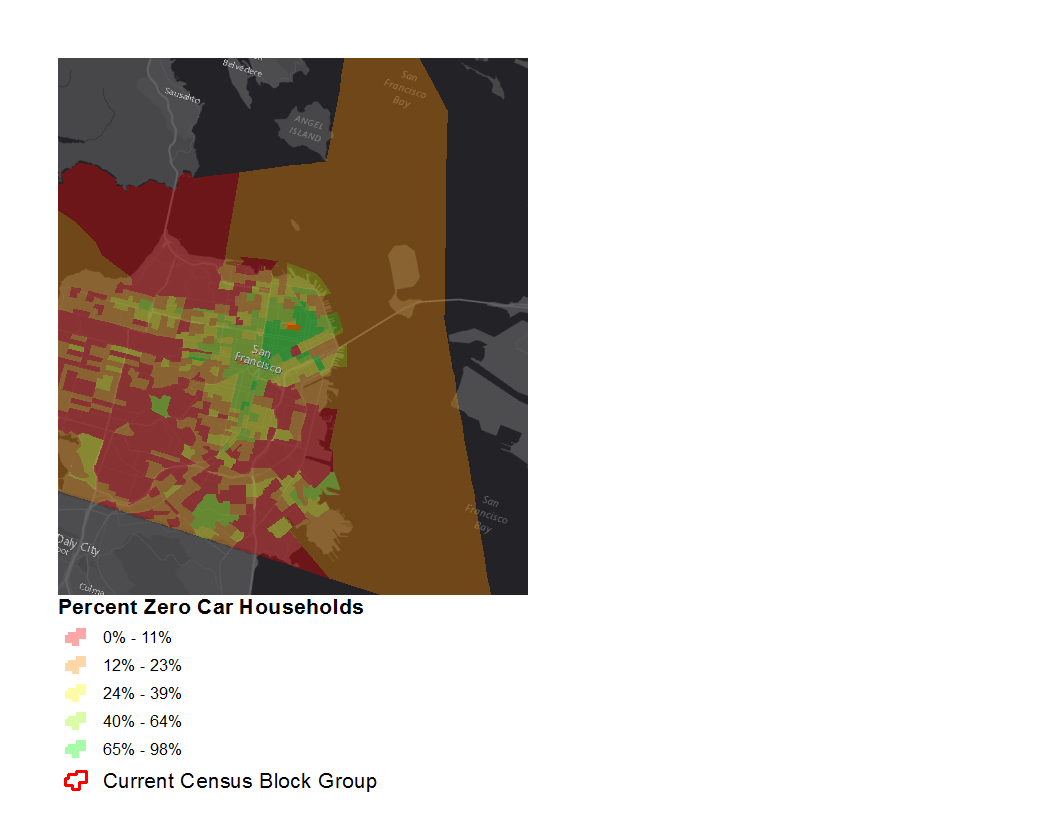 Belvedere
Sausalito
San
Francisco
Bay
ANGEL
ISLAND
San
Francisco
San
Francisco
Bay
Daly City
Colma
Percent Zero Car Households
0% - 11%
12% - 23%
24% - 39%
40% - 64%
65% - 98%
Current Census Block Group